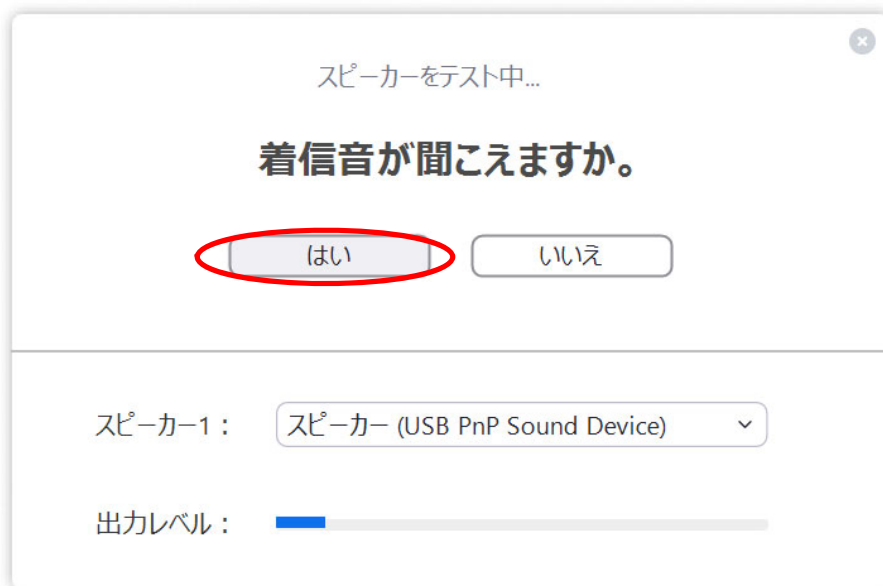 スピーカーをテスト中...
着信音が聞こえますか。
はい いいえ
スピーカー1： スピーカー (USB PnP Sound Device)
出力レベル：